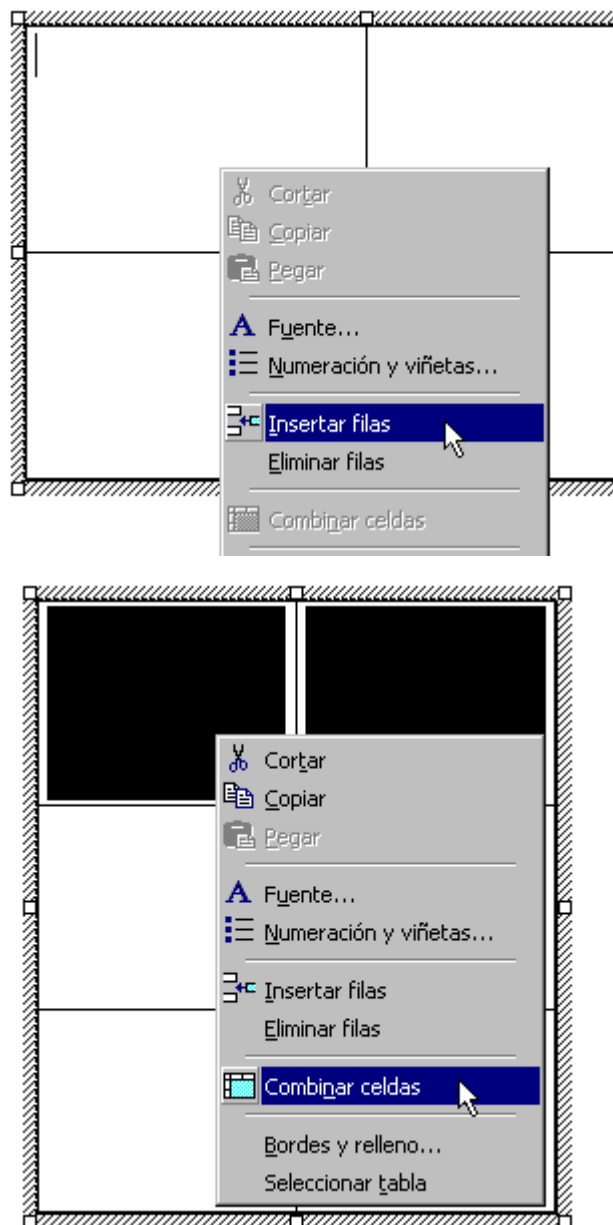 Cortar
Copiar
Pegar
Fuente...
Numeración y viñetas...
Insertar filas
Eliminar filas
Combinar celdas
Cortar
Copiar
Pegar
Fuente...
Numeración y viñetas...
Insertar filas
Eliminar filas
Combinar celdas
Bordes y relleno...
Seleccionar tabla